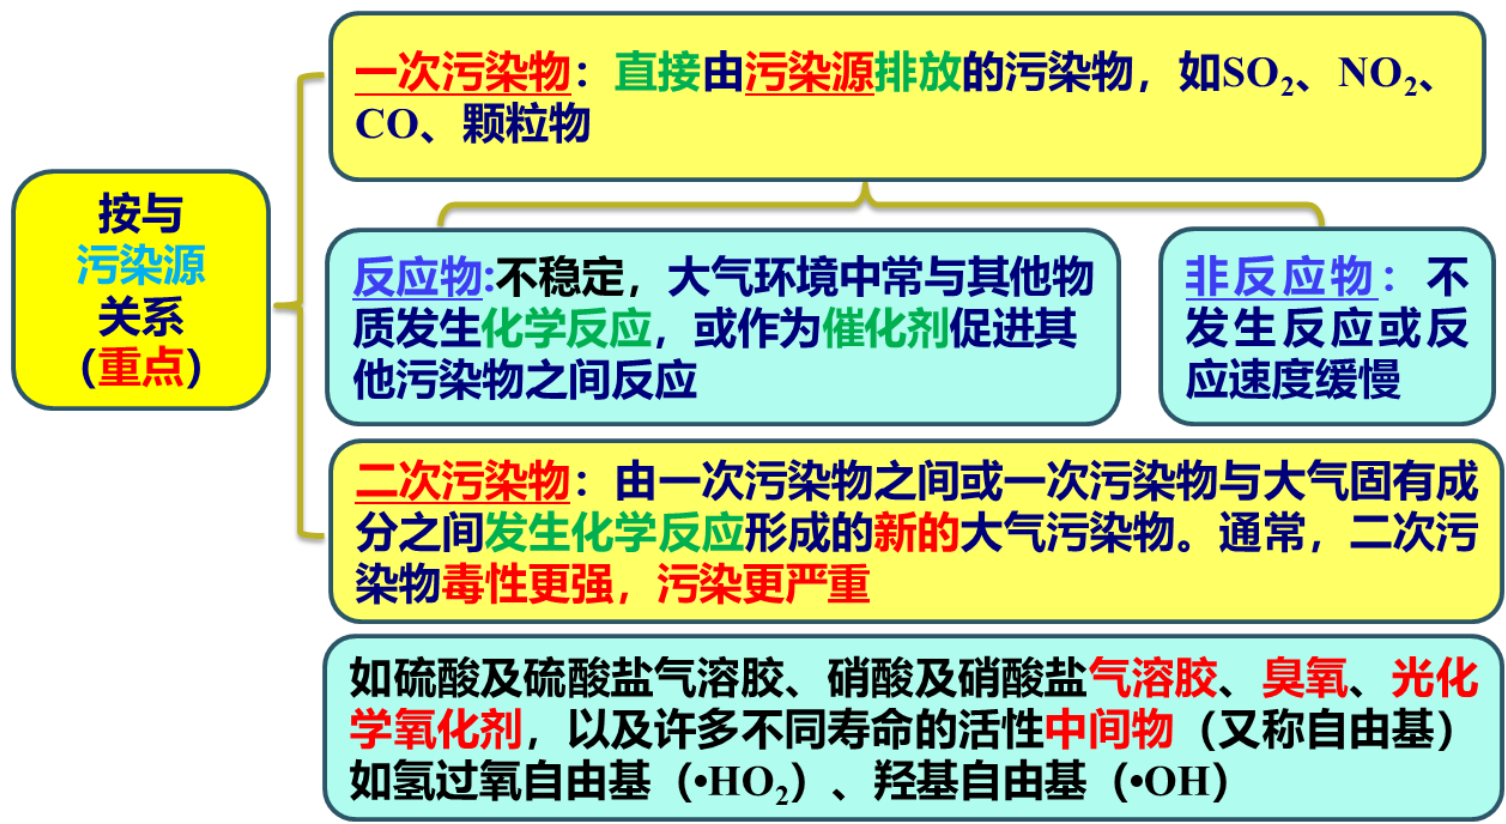 按与
污染源
关系
（重点）
一次污染物：直接由污染源排放的污染物，如SO₂、NO₂、
CO、颗粒物
反应物:不稳定，大气环境中常与其他物
质发生化学反应，或作为催化剂促进其
他污染物之间反应
非反应物：不
发生反应或反
应速度缓慢
二次污染物：由一次污染物之间或一次污染物与大气固有成
分之间发生化学反应形成的新的大气污染物。通常，二次污
染物毒性更强，污染更严重
如硫酸及硫酸盐气溶胶、硝酸及硝酸盐气溶胶、臭氧、光化
学氧化剂，以及许多不同寿命的活性中间物（又称自由基）
如氢过氧自由基（•HO₂）、羟基自由基（•OH）